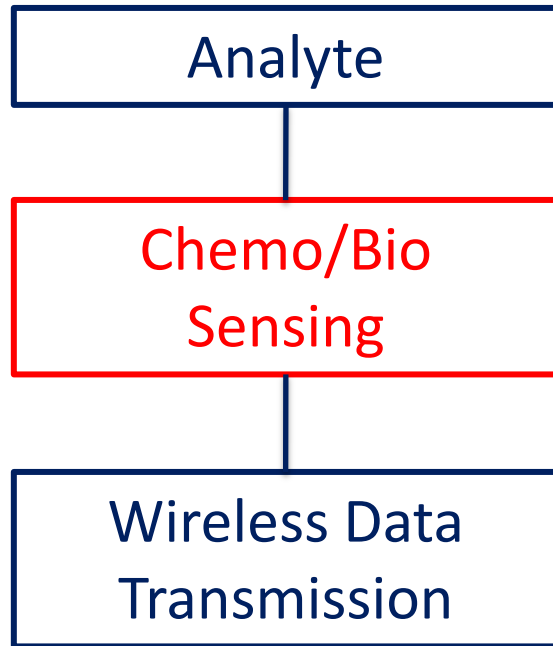 Analyte
Chemo/Bio
Sensing
Wireless Data
Transmission